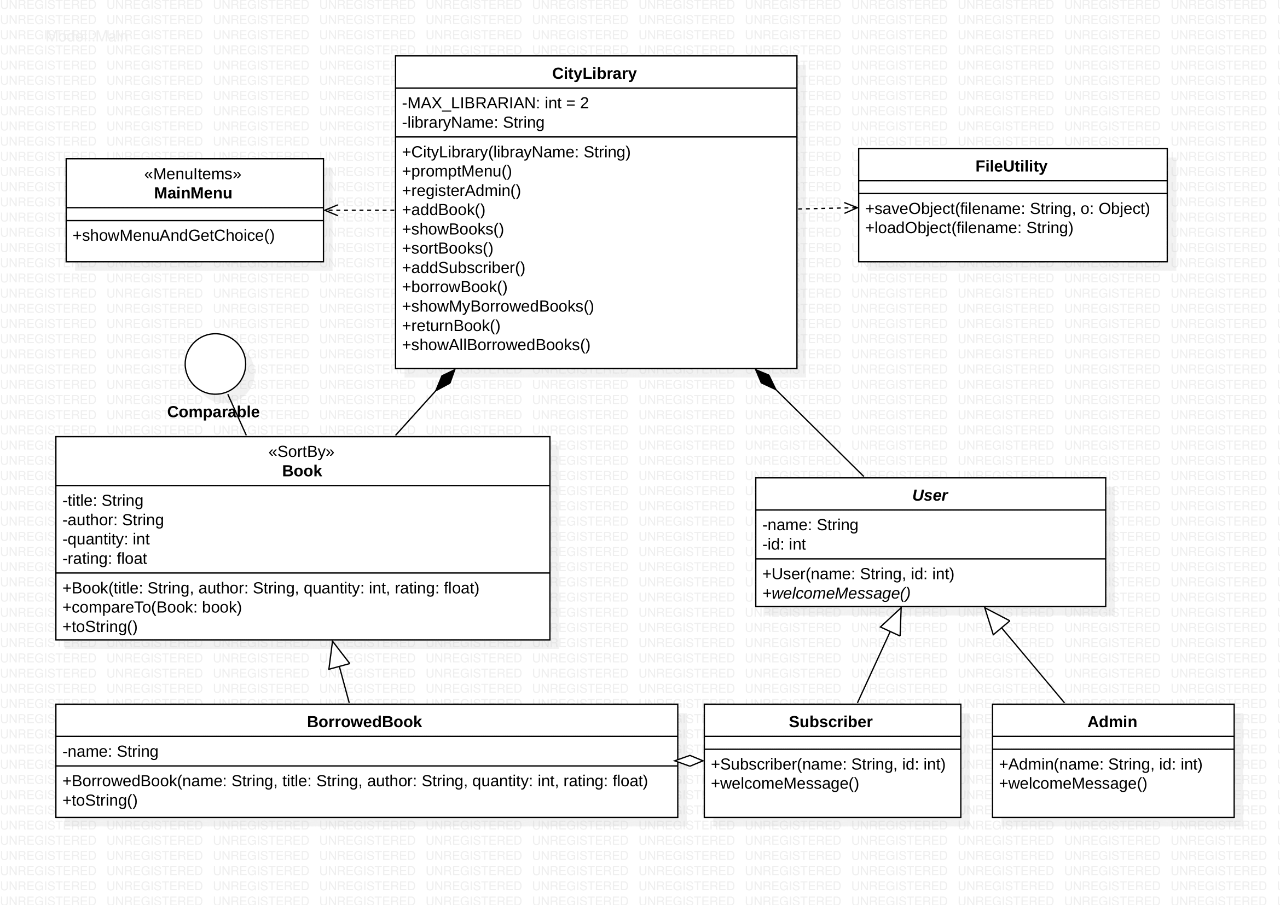 Model::Main
CityLibrary
-MAX_LIBRARIAN: int = 2
-libraryName: String
+CityLibrary(librayName: String)
+promptMenu()
+registerAdmin()
+addBook()
+showBooks()
+sortBooks()
+addSubscriber()
+borrowBook()
+showMyBorrowedBooks()
+returnBook()
+showAllBorrowedBooks()
«MenuItems»
MainMenu
+showMenuAndGetChoice()
FileUtility
+saveObject(filename: String, o: Object)
+loadObject(filename: String)
Comparable
«SortBy»
Book
-title: String
-author: String
-quantity: int
-rating: float
+Book(title: String, author: String, quantity: int, rating: float)
+compareTo(Book: book)
+toString()
User
-name: String
-id: int
+User(name: String, id: int)
+welcomeMessage()
BorrowedBook
-name: String
+BorrowedBook(name: String, title: String, author: String, quantity: int, rating: float)
+toString()
Subscriber
+Subscriber(name: String, id: int)
+welcomeMessage()
Admin
+Admin(name: String, id: int)
+welcomeMessage()
UNREGISTERED